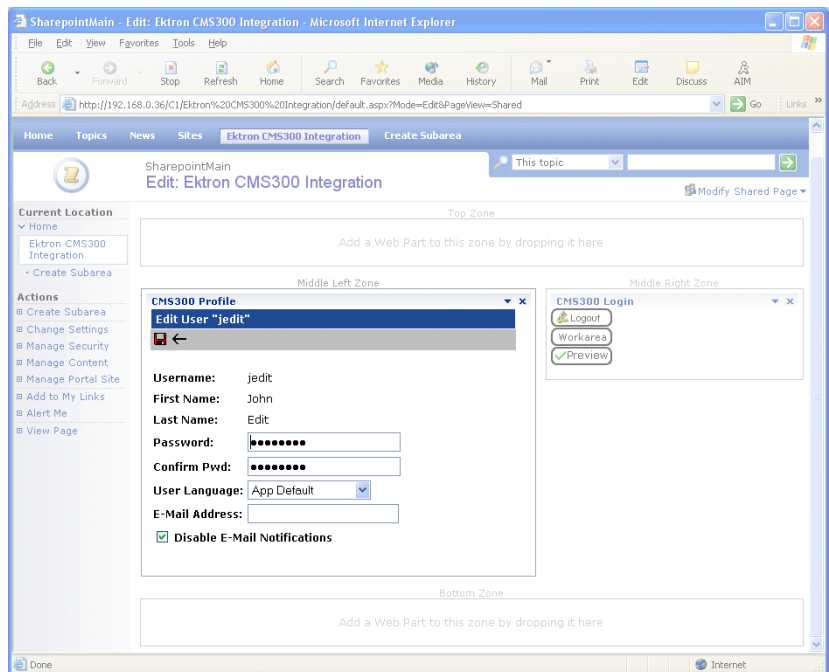 SharepointMain - Edit: Ektron CMS300 Integration - Microsoft Internet Explorer
File Edit View Favorites Tools Help
Back Forward Stop Refresh Home Search Favorites Media History Mail Print Edit Discuss AIM
Address http://192.168.0.36/C1/Ektron%20CMS300%20Integration/default.aspx?Mode=Edit&PageView=Shared Go Links »
Home Topics News Sites Ektron CMS300 Integration Create Subarea
SharepointMain
Edit: Ektron CMS300 Integration
This topic
Modify Shared Page
Current Location
Home
Ektron CMS300
Integration
Create Subarea
Actions
Create Subarea
Change Settings
Manage Security
Manage Content
Manage Portal Site
Add to My Links
Alert Me
View Page
Top Zone
Add a Web Part to this zone by dropping it here
Middle Left Zone
CMS300 Profile
Edit User "jedit"
Username: jedit
First Name: John
Last Name: Edit
Password: ●●●●●●●●
Confirm Pwd: ●●●●●●●●
User Language: App Default
E-Mail Address:
Disable E-Mail Notifications
Middle Right Zone
CMS300 Login
Logout
Workarea
Preview
Bottom Zone
Add a Web Part to this zone by dropping it here
Done Internet